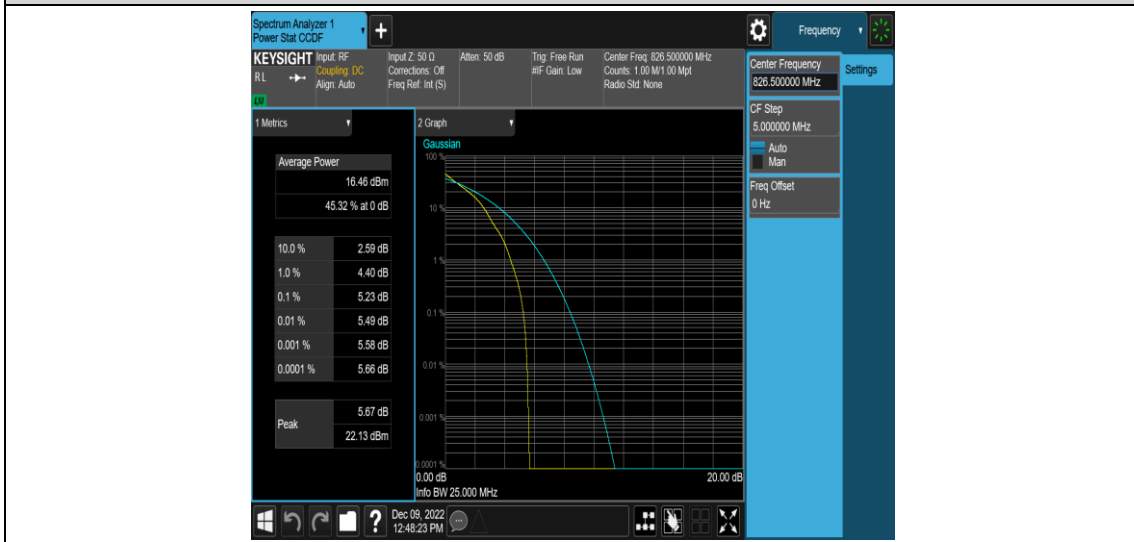 Spectrum Analyzer 1
Power Stat CCDF
+
Frequency
KEYSIGHT
RL
LXI
Input: RF
Coupling: DC
Align: Auto
Input Z: 50 Ω
Corrections: Off
Freq Ref: Int (S)
Atten: 50 dB
Trig: Free Run
#IF Gain: Low
Center Freq: 826.500000 MHz
Counts: 1.00 M/1.00 Mpt
Radio Std: None
Center Frequency
826.500000 MHz
Settings
CF Step
5.000000 MHz
Auto
Man
Freq Offset
0 Hz
1 Metrics
Average Power
16.46 dBm
45.32 % at 0 dB
10.0 % 2.59 dB
1.0 % 4.40 dB
0.1 % 5.23 dB
0.01 % 5.49 dB
0.001 % 5.58 dB
0.0001 % 5.66 dB
Peak
5.67 dB
22.13 dBm
2 Graph
Gaussian
100 %
10 %
1 %
0.1 %
0.01 %
0.001 %
0.0001 %
0.00 dB 20.00 dB
Info BW 25.000 MHz
?
Dec 09, 2022
12:48:23 PM